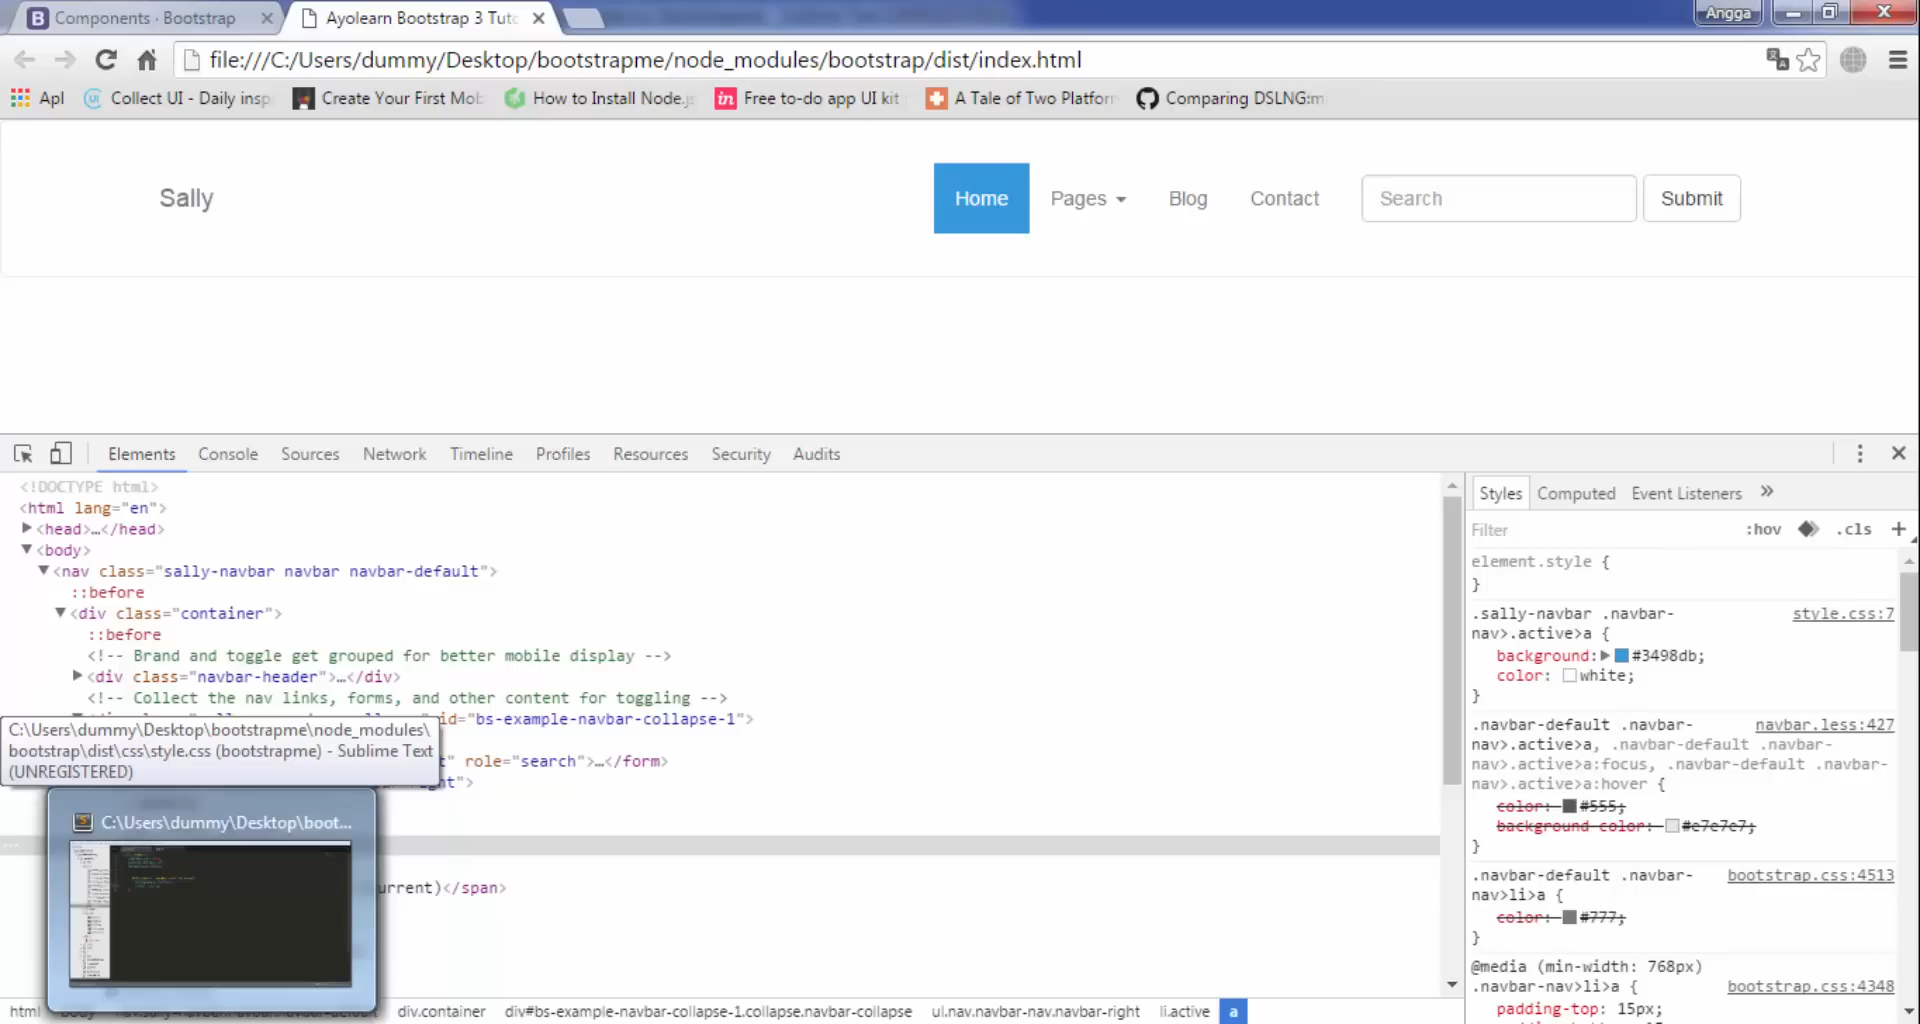 Components · Bootstrap
Ayolearn Bootstrap 3 Tuto
Angga
file:///C:/Users/dummy/Desktop/bootstrapme/node_modules/bootstrap/dist/index.html
Apl
Collect UI - Daily insp
Create Your First Mob
How to Install Node.js
Free to-do app UI kit
A Tale of Two Platform
Comparing DSLNG:m
Sally
Home
Pages
Blog
Contact
Search
Submit
Elements Console Sources Network Timeline Profiles Resources Security Audits
<!DOCTYPE html>
<html lang="en">
<head>…</head>
<body>
<nav class="sally-navbar navbar navbar-default">
::before
<div class="container">
::before
<!-- Brand and toggle get grouped for better mobile display -->
<div class="navbar-header">…</div>
<!-- Collect the nav links, forms, and other content for toggling -->
id="bs-example-navbar-collapse-1">
C:\Users\dummy\Desktop\bootstrapme\node_modules\
bootstrap\dist\css\style.css (bootstrapme) - Sublime Text
(UNREGISTERED)
t" role="search">…</form>
ght">
C:\Users\dummy\Desktop\boot...
urrent)</span>
html body div.container div#bs-example-navbar-collapse-1.collapse.navbar-collapse ul.nav.navbar-nav.navbar-right li.active a
Styles Computed Event Listeners »
Filter :hov .cls +
element.style {
}
.sally-navbar .navbar- style.css:7
nav>.active>a {
background: #3498db;
color: white;
}
.navbar-default .navbar- navbar.less:427
nav>.active>a, .navbar-default .navbar-
nav>.active>a:focus, .navbar-default .navbar-
nav>.active>a:hover {
color: #555;
background-color: #e7e7e7;
}
.navbar-default .navbar- bootstrap.css:4513
nav>li>a {
color: #777;
}
@media (min-width: 768px)
.navbar-nav>li>a { bootstrap.css:4348
padding-top: 15px;